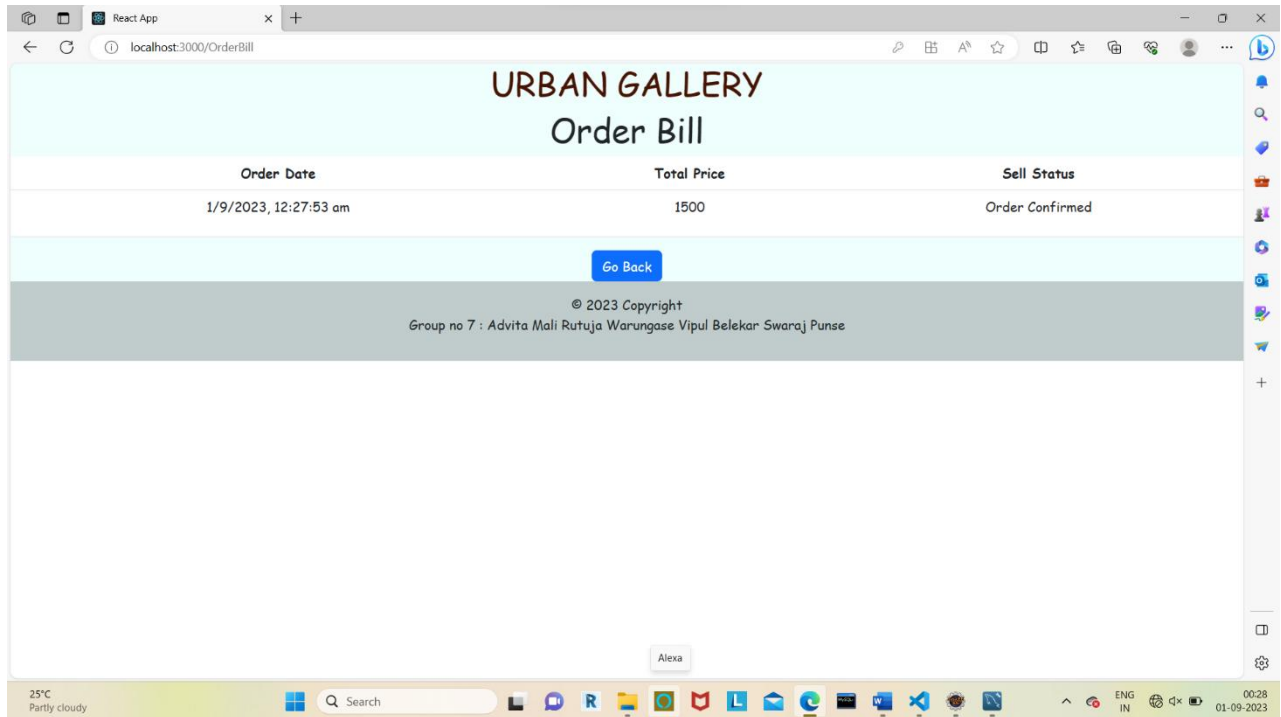 React App
localhost:3000/OrderBill
URBAN GALLERY
Order Bill
Order Date Total Price Sell Status
1/9/2023, 12:27:53 am 1500 Order Confirmed
Go Back
© 2023 Copyright
Group no 7 : Advita Mali Rutuja Warungase Vipul Belekar Swaraj Punse
Alexa
25°C
Partly cloudy
Search
ENG
IN
00:28
01-09-2023